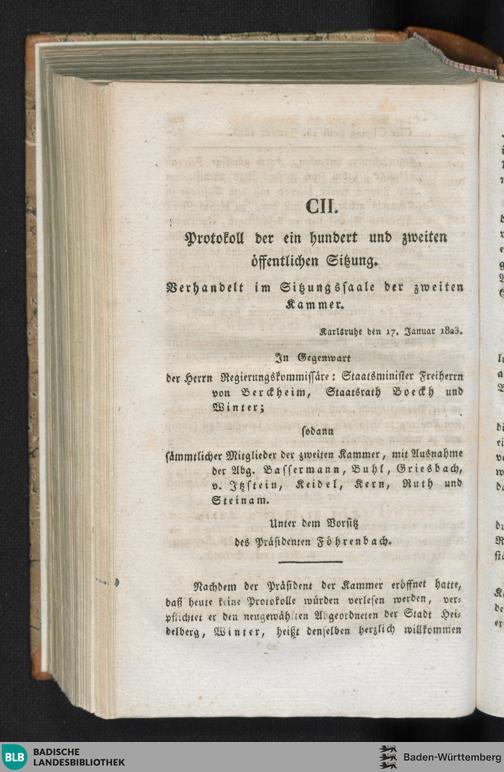 CII.
Protokoll der ein hundert und zweiten
öffentlichen Sitzung.
Verhandelt im Sitzungssaale der zweiten
Kammer.
Karlsruhe den 17. Januar 1823.
In Gegenwart
der Herrn Regierungskommissäre: Staatsminister Freiherrn
von Berckheim, Staatsrath Boeckh und
Winter;
sodann
sämmtlicher Mitglieder der zweiten Kammer, mit Ausnahme
der Abg. Bassermann, Buhl, Griesbach,
v. Itzstein, Keidel, Kern, Ruth und
Steinam.
Unter dem Vorsitz
des Präsidenten Föhrenbach.
Nachdem der Präsident der Kammer eröffnet hatte,
daß heute keine Protokolle würden verlesen werden, ver-
pflichtet er den neugewählten Abgeordneten der Stadt Hei-
delberg, Winter, heißt denselben herzlich willkommen
BLB BADISCHE
LANDESBIBLIOTHEK
Baden-Württemberg